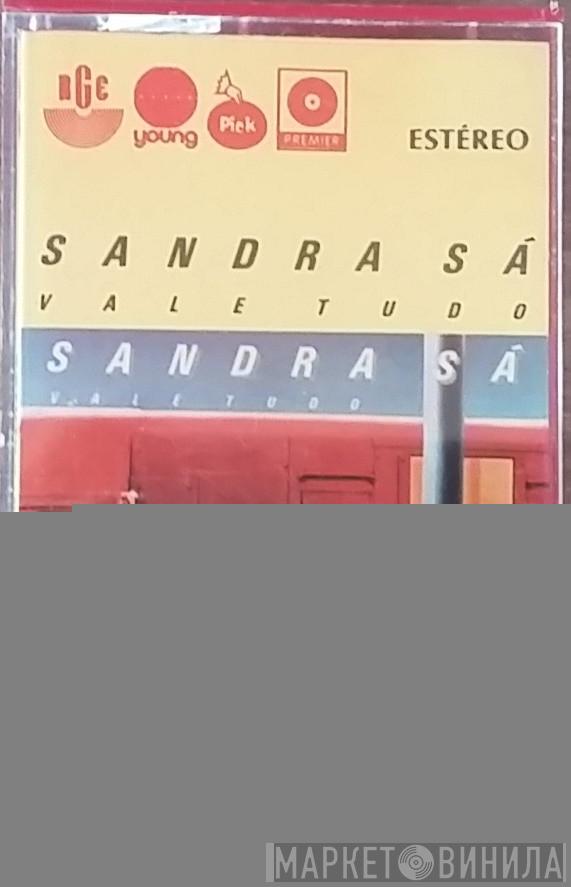 RGE young Pick PREMIER ESTÉREO
SANDRA SÁ
VALE TUDO
SANDRA SÁ
VALE TUDO
МАРКЕТ ВИНИЛА